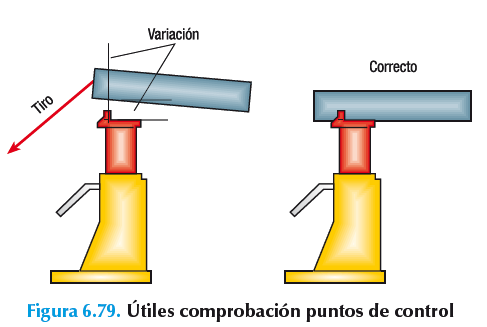 Variación
Correcto
Tiro
Figura 6.79. Útiles comprobación puntos de control